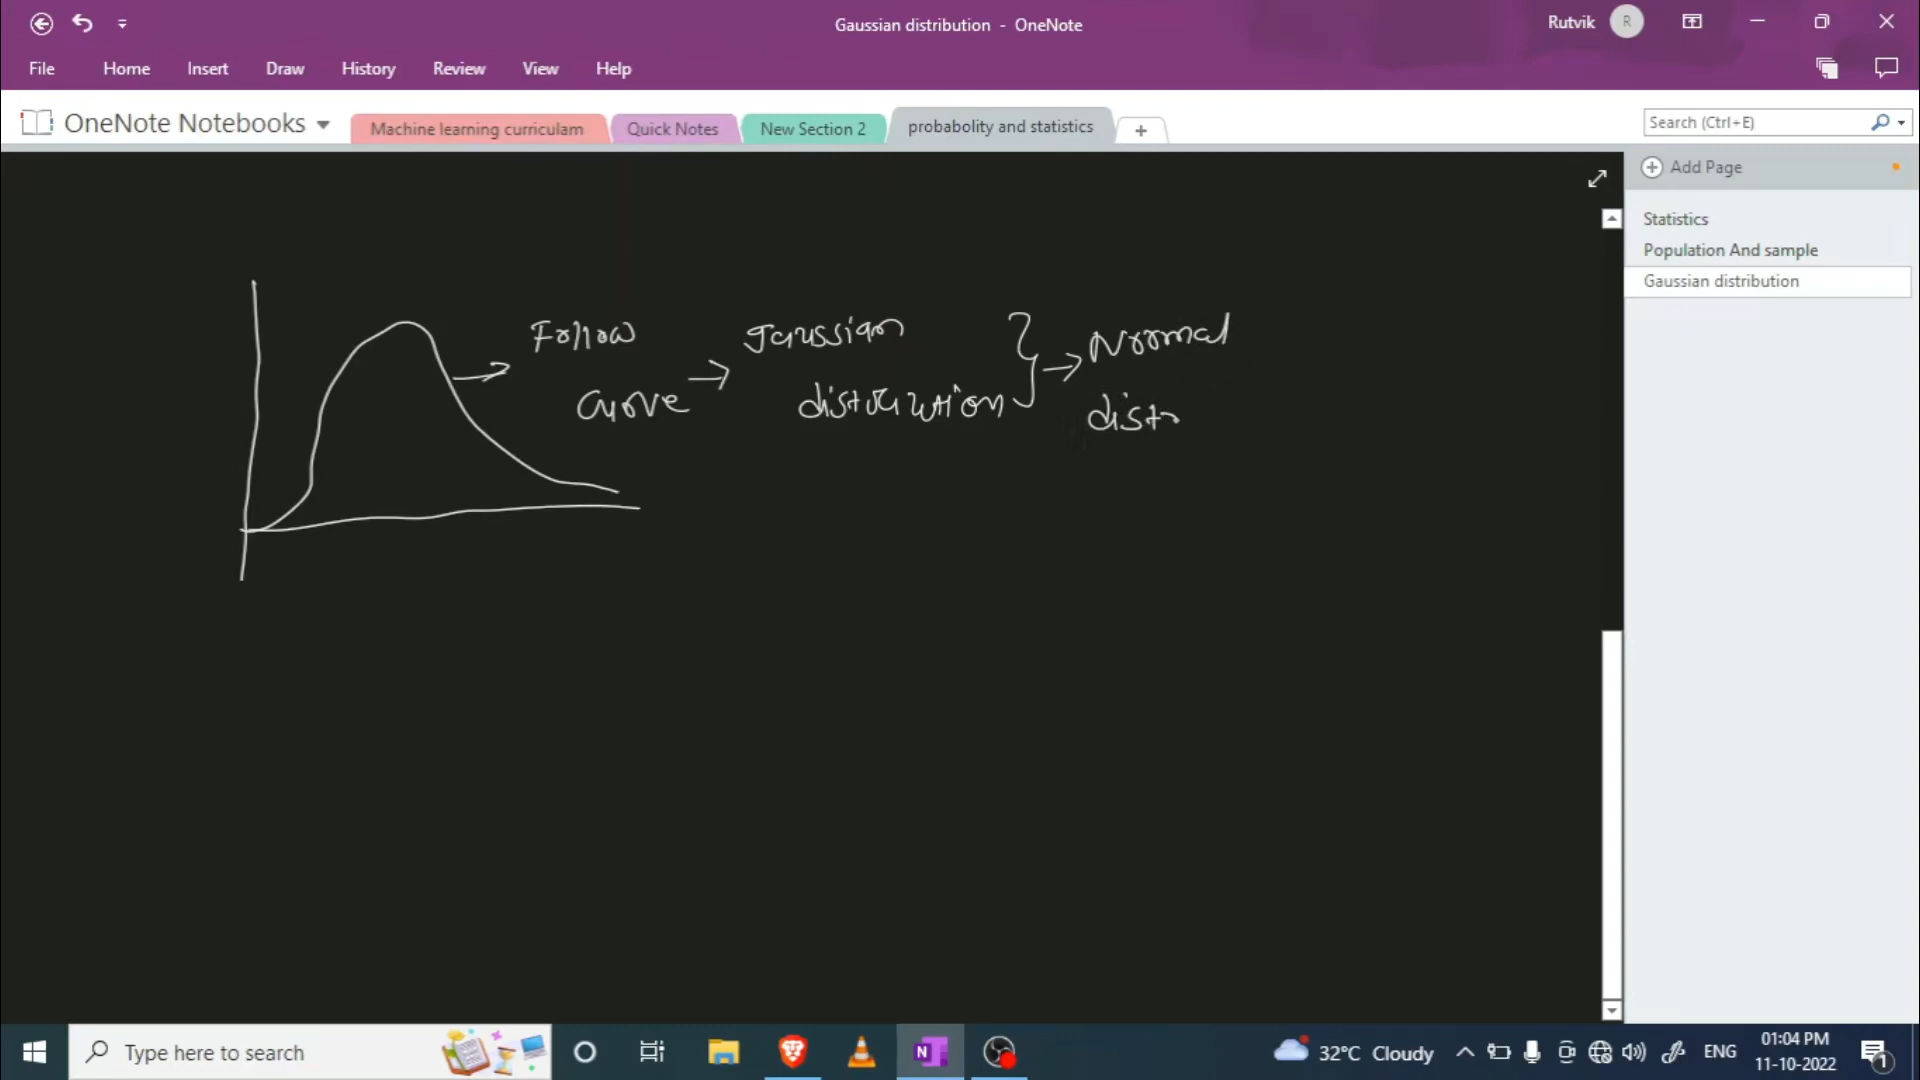 Gaussian distribution - OneNote
Rutvik
R
File Home Insert Draw History Review View Help
OneNote Notebooks
Machine learning curriculam
Quick Notes
New Section 2
probabolity and statistics
+
Search (Ctrl+E)
Add Page
Statistics
Population And sample
Gaussian distribution
Follow
curve
gaussian
distribution
Normal
distr
Type here to search
N
32°C Cloudy
ENG
01:04 PM
11-10-2022
1